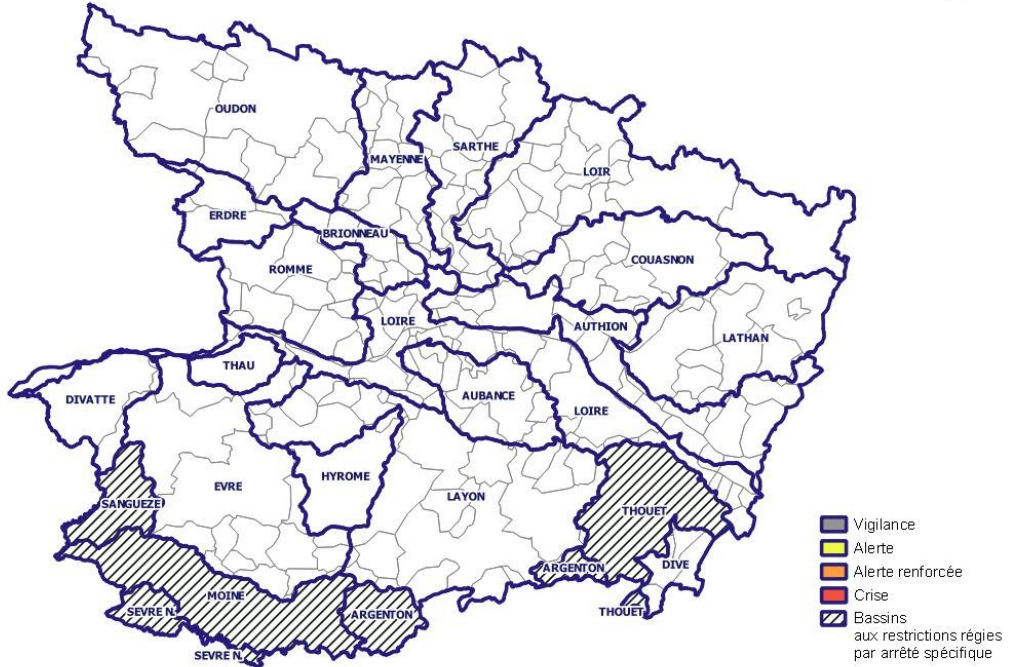 OUDON
MAYENNE
SARTHE
LOIR
ERDRE
BRIONNEAU
ROMME
COUASNON
LOIRE
AUTHION
LATHAN
THAU
DIVATTE
AUBANCE
LOIRE
HYROME
EVRE
LAYON
SANGUEZE
THOUET
ARGENTON
DIVE
MOINE
SEVRE N.
ARGENTON
THOUET
SEVRE N.
Vigilance
Alerte
Alerte renforcée
Crise
Bassins
aux restrictions régies
par arrêté spécifique